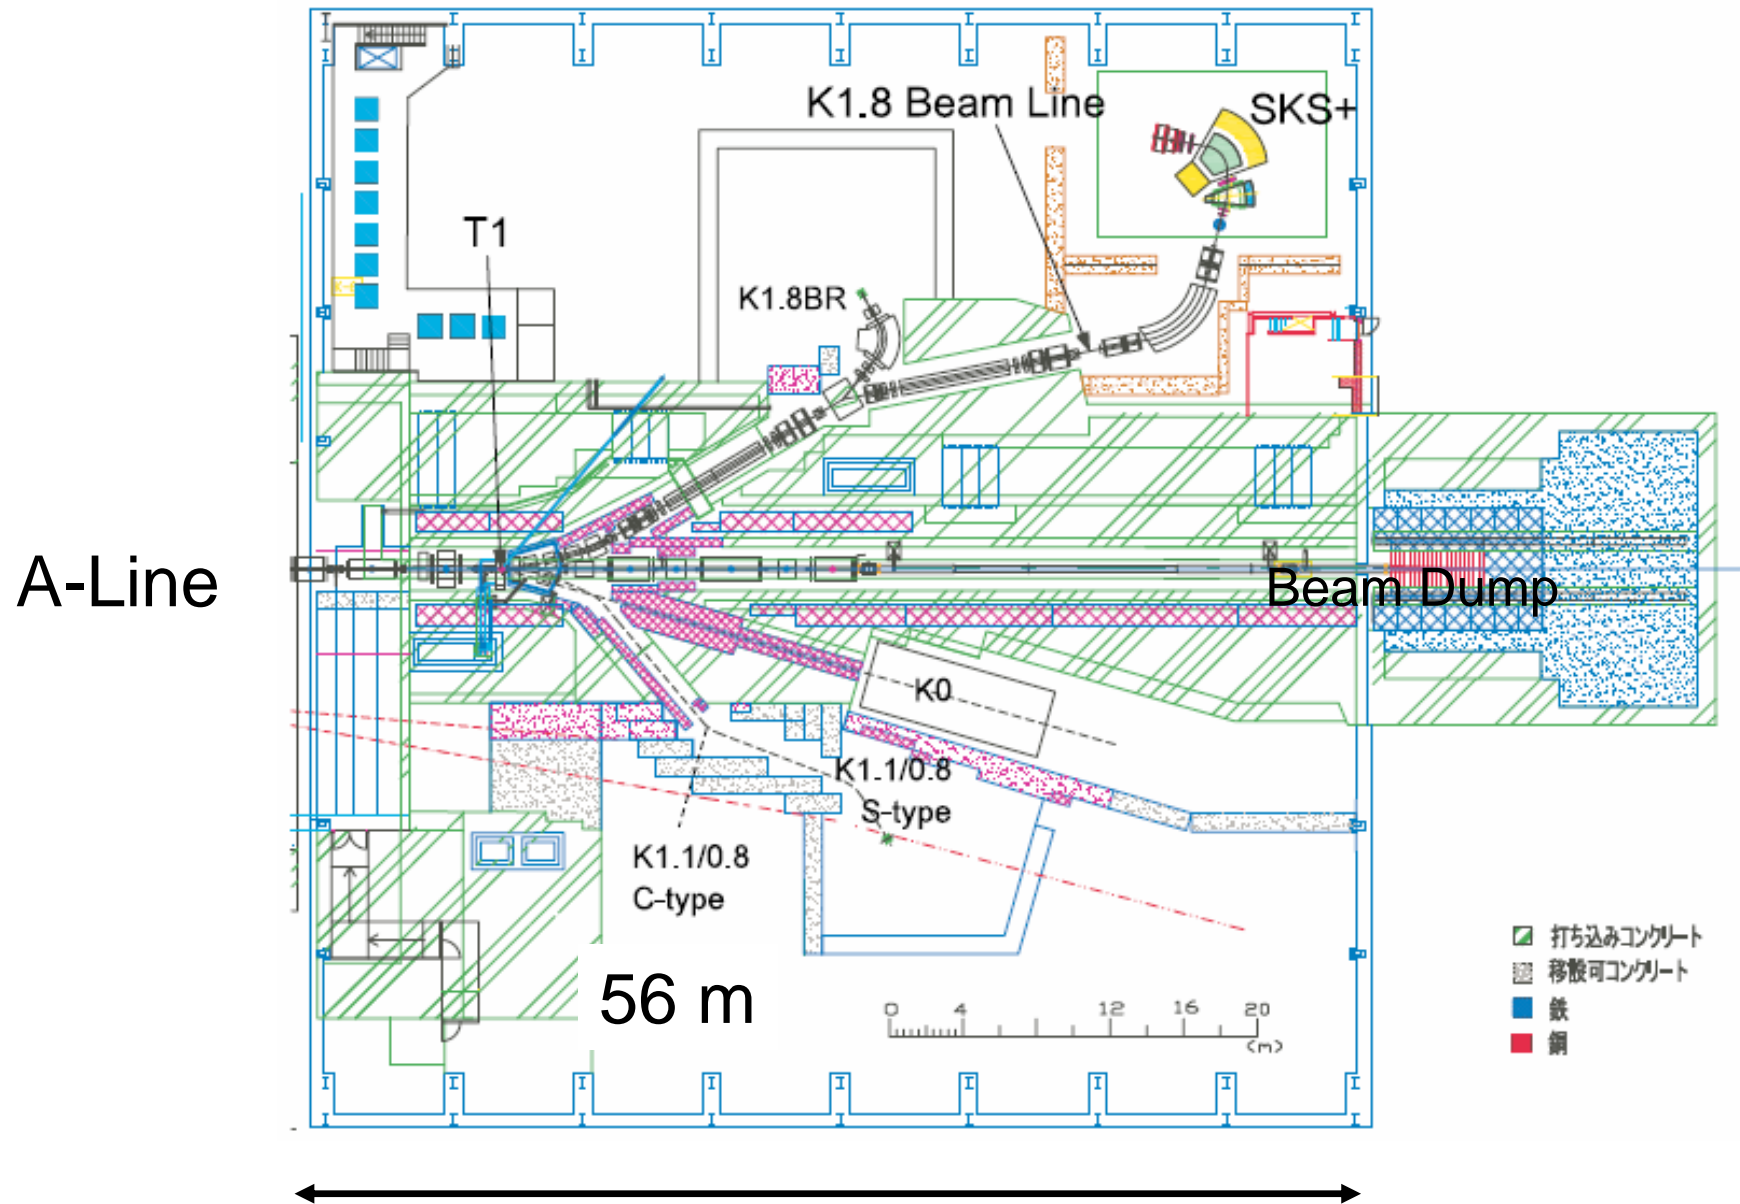 K1.8 Beam Line
SKS+
T1
K1.8BR
A-Line
Beam Dump
K0
K1.1/0.8
S-type
K1.1/0.8
C-type
56 m
0 4 12 16 20
(m)
打ち込みコンクリート
移設可コンクリート
鉄
銅